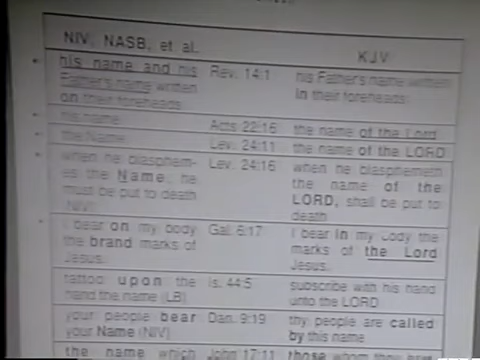 NIV, NASB, et al.
KJV
his name and his Rev. 14:1 his Father's name written
Father's name written in their foreheads
on their foreheads
his name Acts 22:16 the name of the Lord
the Name Lev. 24:11 the name of the LORD
when he blasphem- Lev. 24:16 when he blasphemeth
es the Name, he the name of the
must be put to death LORD, shall be put to
(NIV) death
I bear on my body Gal. 6:17 I bear in my body the
the brand marks of marks of the Lord
Jesus. Jesus.
tattoo upon the Is. 44:5 subscribe with his hand
hand the name (LB) unto the LORD
your people bear Dan. 9:19 thy people are called
your Name (NIV) by this name
the name which John 17:11 those